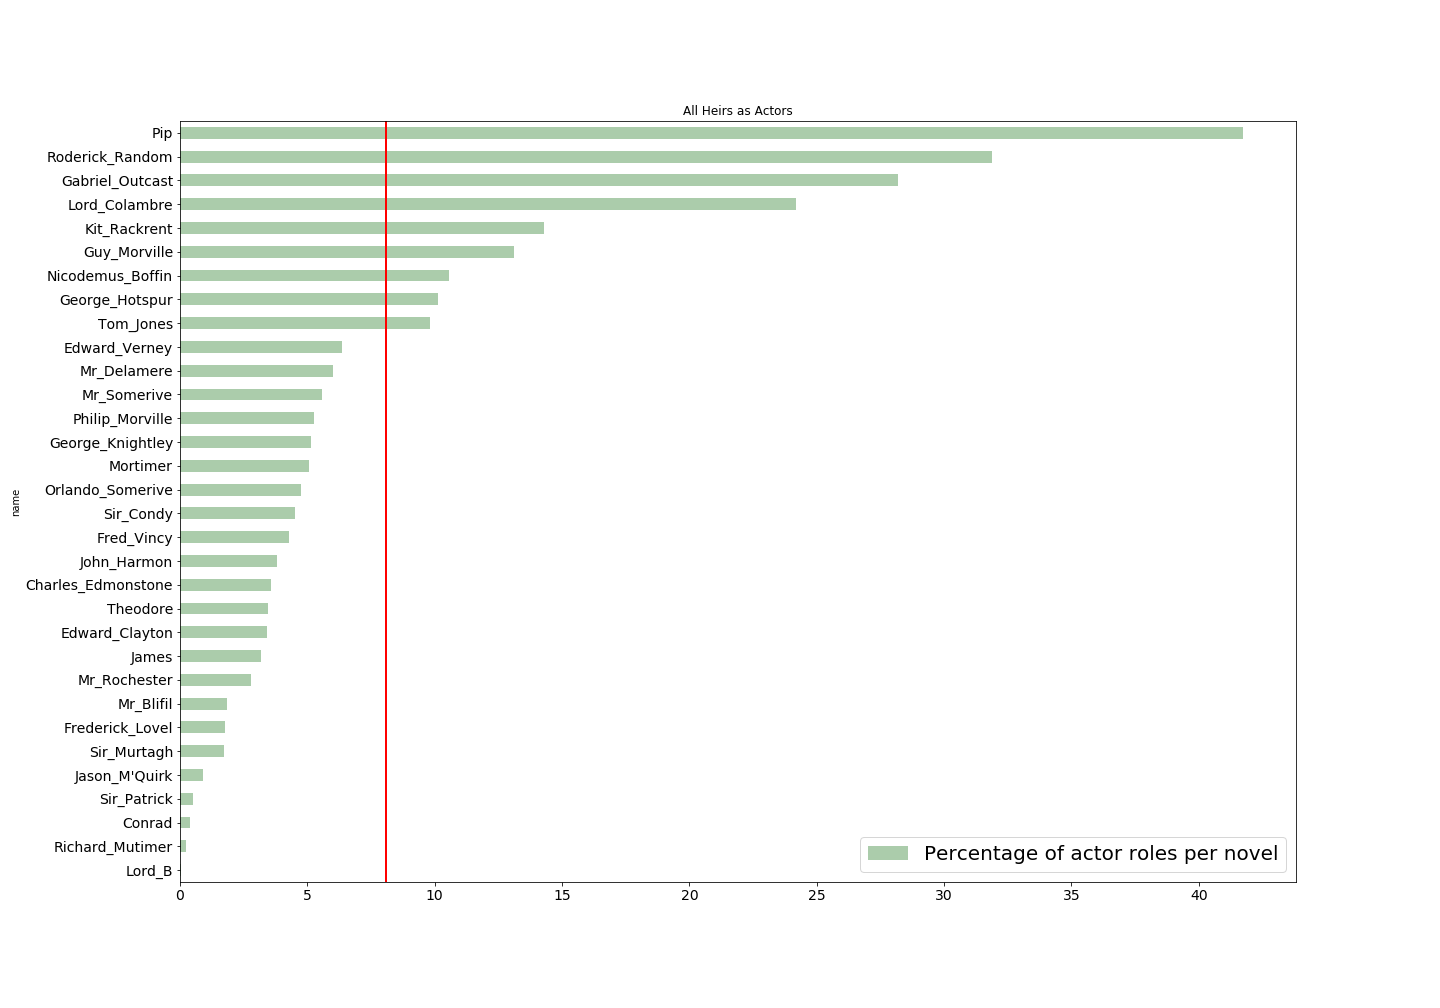 All Heirs as Actors
Pip
Roderick_Random
Gabriel_Outcast
Lord_Colambre
Kit_Rackrent
Guy_Morville
Nicodemus_Boffin
George_Hotspur
Tom_Jones
Edward_Verney
Mr_Delamere
Mr_Somerive
Philip_Morville
George_Knightley
Mortimer
Orlando_Somerive
Sir_Condy
Fred_Vincy
John_Harmon
Charles_Edmonstone
Theodore
Edward_Clayton
James
Mr_Rochester
Mr_Blifil
Frederick_Lovel
Sir_Murtagh
Jason_M'Quirk
Sir_Patrick
Conrad
Richard_Mutimer
Lord_B
name
Percentage of actor roles per novel
0 5 10 15 20 25 30 35 40